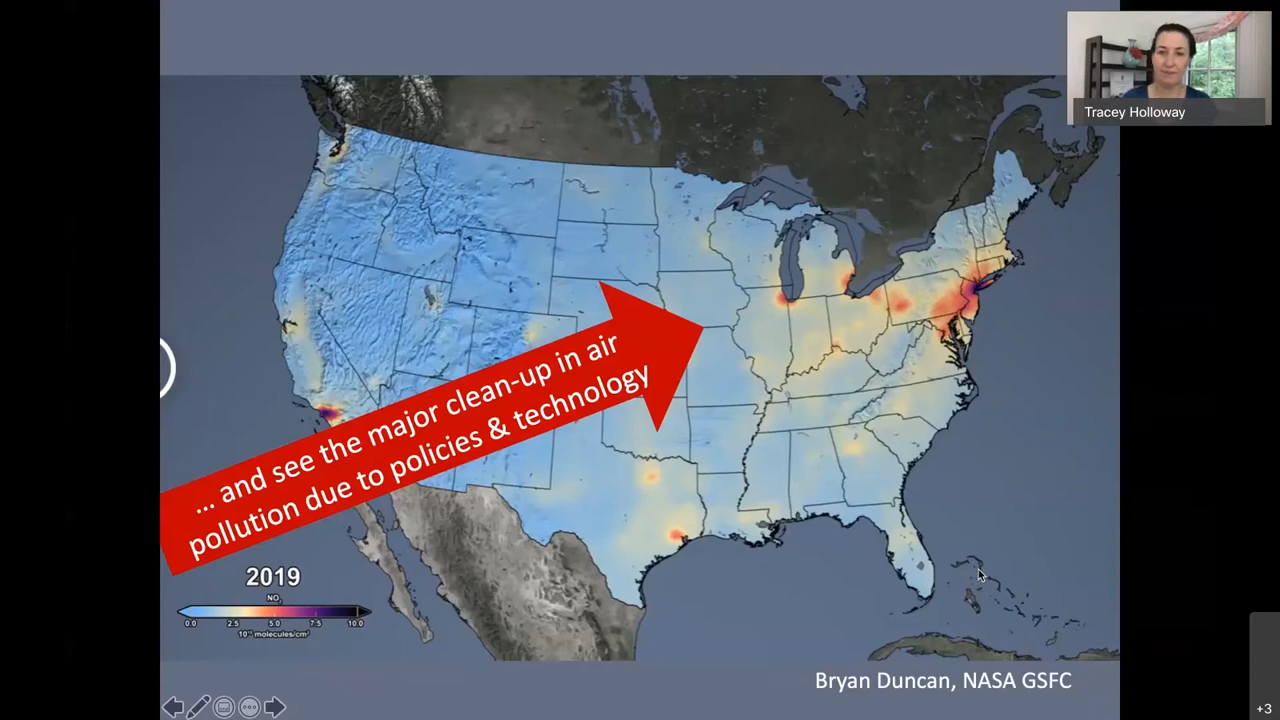 Tracey Holloway
... and see the major clean-up in air
pollution due to policies & technology
2019
NO₂
0.0 2.5 5.0 7.5 10.0
10¹⁵ molecules/cm²
Bryan Duncan, NASA GSFC
+3